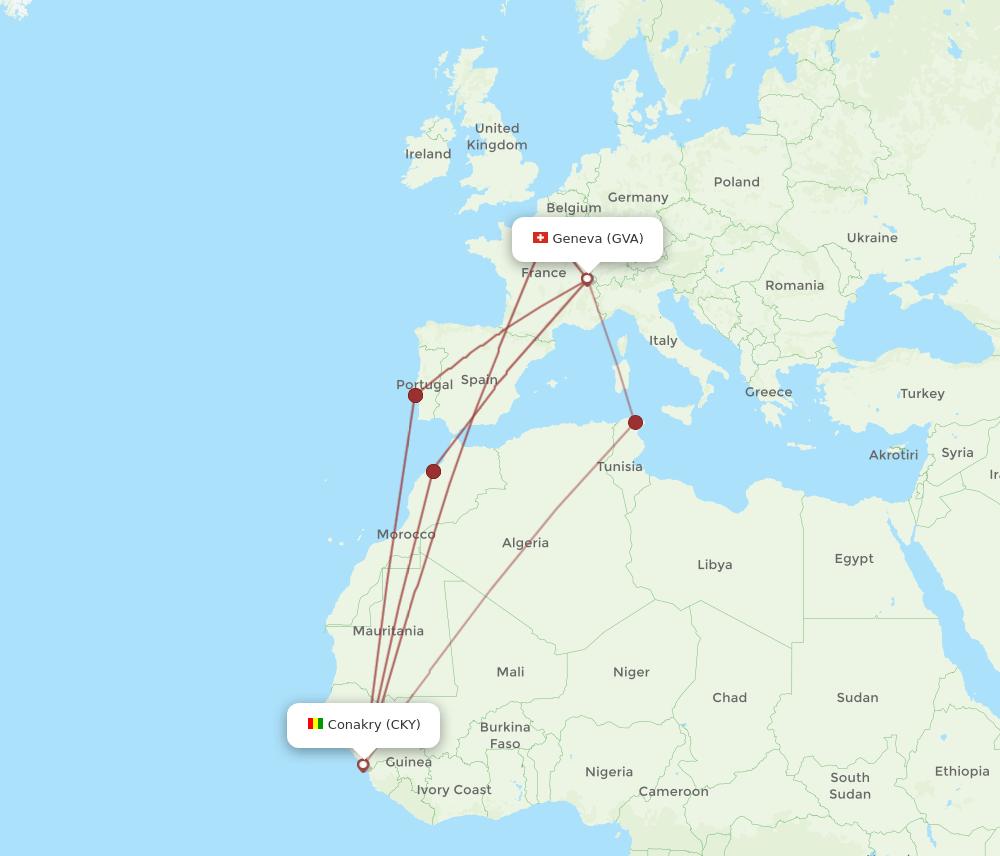 United
Kingdom
Ireland
Poland
Germany
Belgium
Geneva (GVA)
Ukraine
France
Romania
Italy
Portugal
Spain
Greece
Turkey
Akrotiri
Syria
Tunisia
Morocco
Algeria
Libya
Egypt
Mauritania
Mali
Niger
Chad
Sudan
Conakry (CKY)
Burkina
Faso
Guinea
Ivory Coast
Nigeria
Cameroon
South
Sudan
Ethiopia